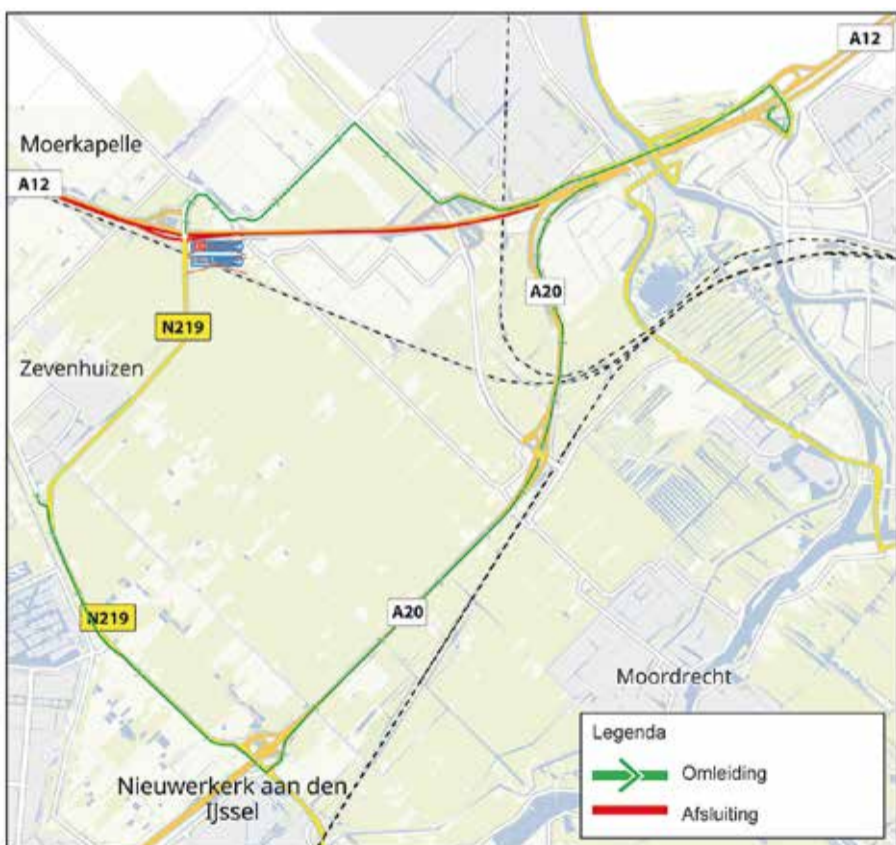 A12
Moerkapelle
A12
A20
N219
Zevenhuizen
A20
N219
Moordrecht
Legenda
Omleiding
Afsluiting
Nieuwerkerk aan den
IJssel